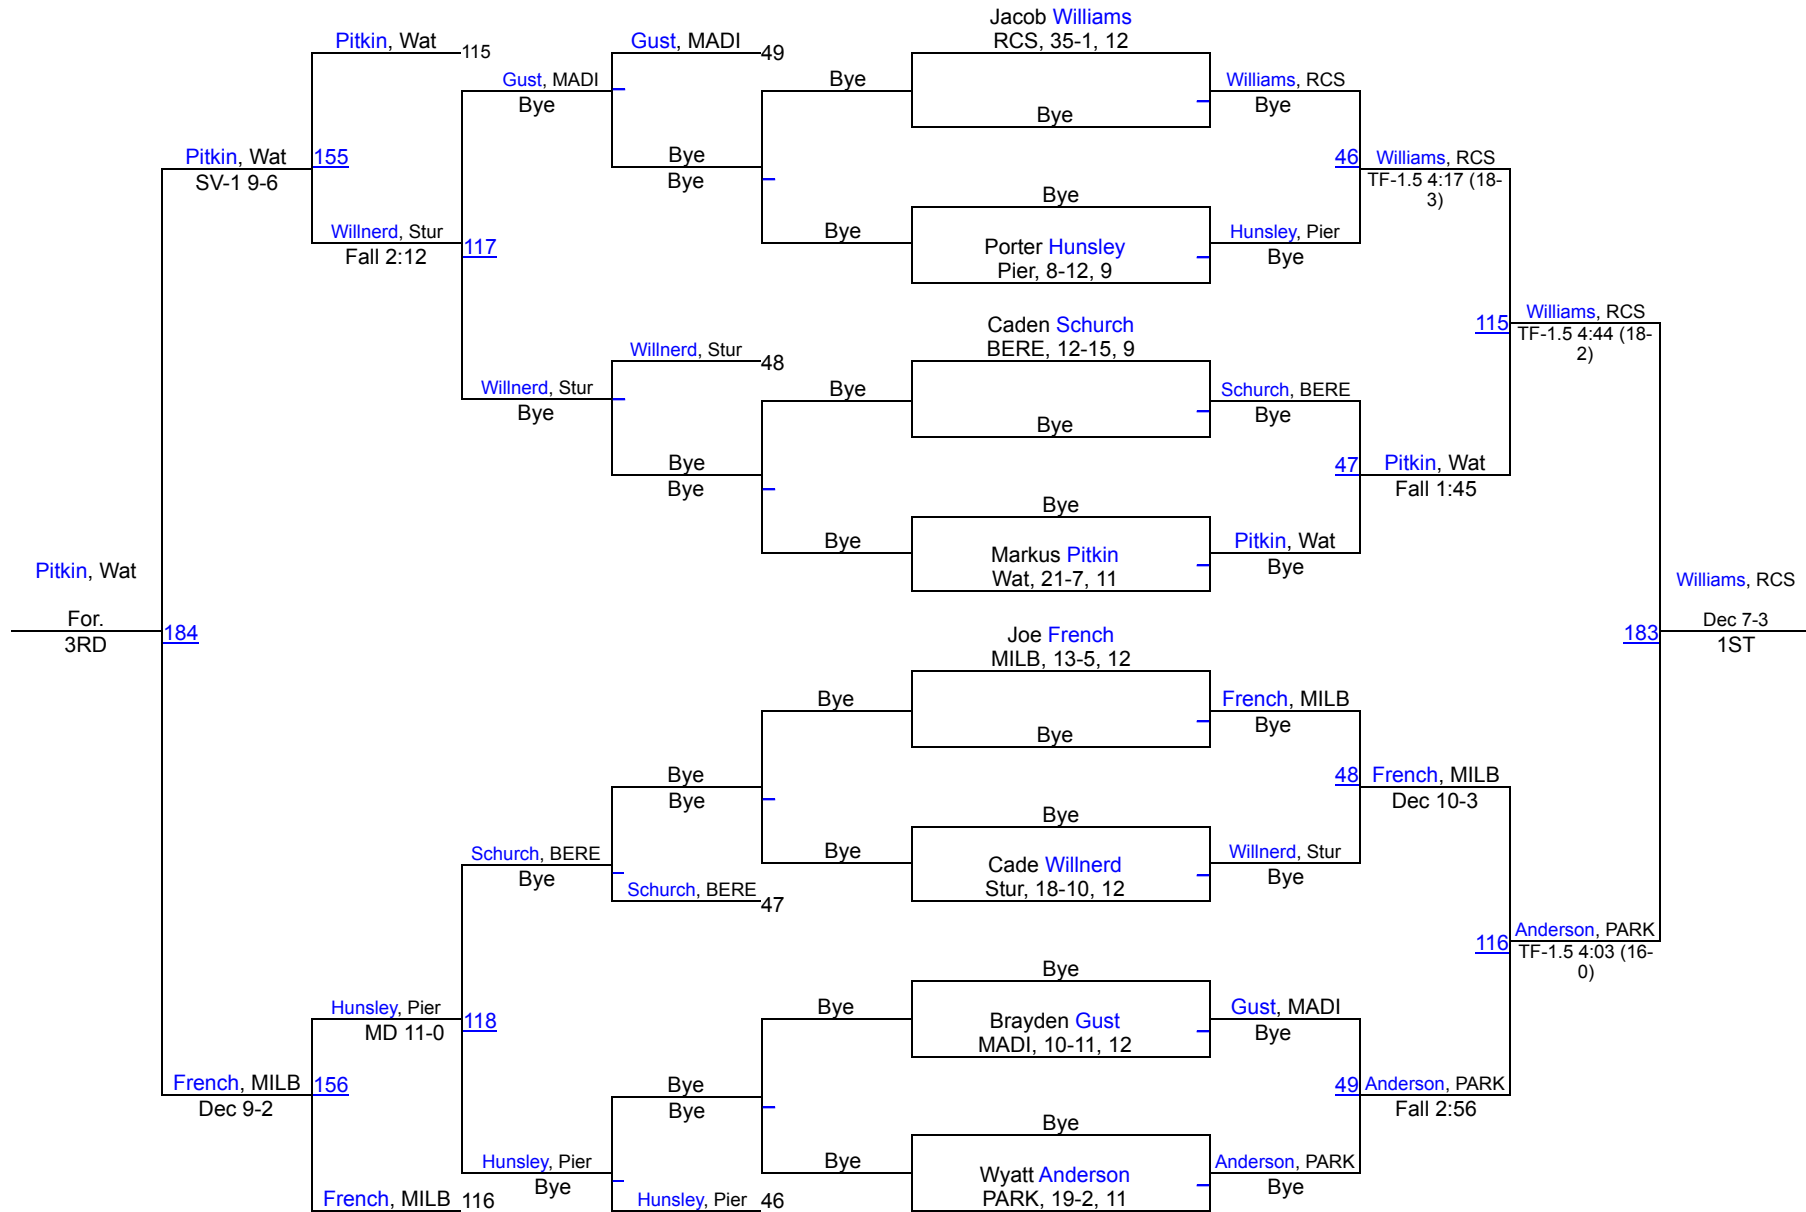 Jacob Williams
RCS, 35-1, 12
Pitkin, Wat
115
Gust, MADI
49
Gust, MADI
Bye
Bye
Bye
Williams, RCS
Bye
Pitkin, Wat
SV-1 9-6
155
Bye
Bye
46
Williams, RCS
TF-1.5 4:17 (18-
3)
Bye
Willnerd, Stur
Fall 2:12
117
Bye
Porter Hunsley
Pier, 8-12, 9
Hunsley, Pier
Bye
Williams, RCS
115
TF-1.5 4:44 (18-
2)
Caden Schurch
BERE, 12-15, 9
Willnerd, Stur
48
Willnerd, Stur
Bye
Bye
Bye
Schurch, BERE
Bye
Bye
Bye
47
Pitkin, Wat
Fall 1:45
Bye
Bye
Markus Pitkin
Wat, 21-7, 11
Pitkin, Wat
Bye
Pitkin, Wat
For.
3RD
184
Williams, RCS
183
Dec 7-3
1ST
Joe French
MILB, 13-5, 12
Bye
Bye
French, MILB
Bye
Bye
Bye
48
French, MILB
Dec 10-3
Bye
Schurch, BERE
Bye
Schurch, BERE
47
Bye
Cade Willnerd
Stur, 18-10, 12
Willnerd, Stur
Bye
Anderson, PARK
116
TF-1.5 4:03 (16-
0)
Bye
Hunsley, Pier
MD 11-0
118
Bye
Brayden Gust
MADI, 10-11, 12
Gust, MADI
Bye
French, MILB
Dec 9-2
156
Bye
Bye
49
Anderson, PARK
Fall 2:56
Bye
Hunsley, Pier
Bye
Bye
Wyatt Anderson
PARK, 19-2, 11
Anderson, PARK
Bye
French, MILB
116
Hunsley, Pier
46